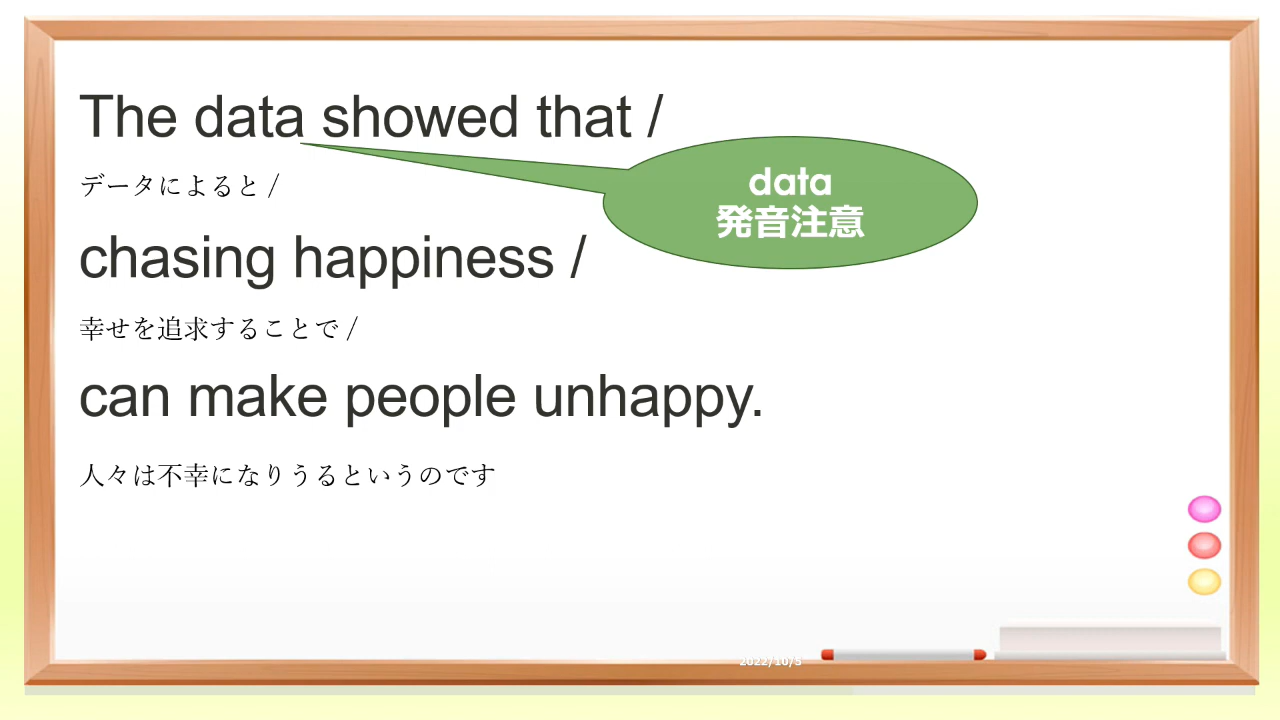 The data showed that /
データによると /
data
発音注意
chasing happiness /
幸せを追求することで /
can make people unhappy.
人々は不幸になりうるというのです
2022/10/5